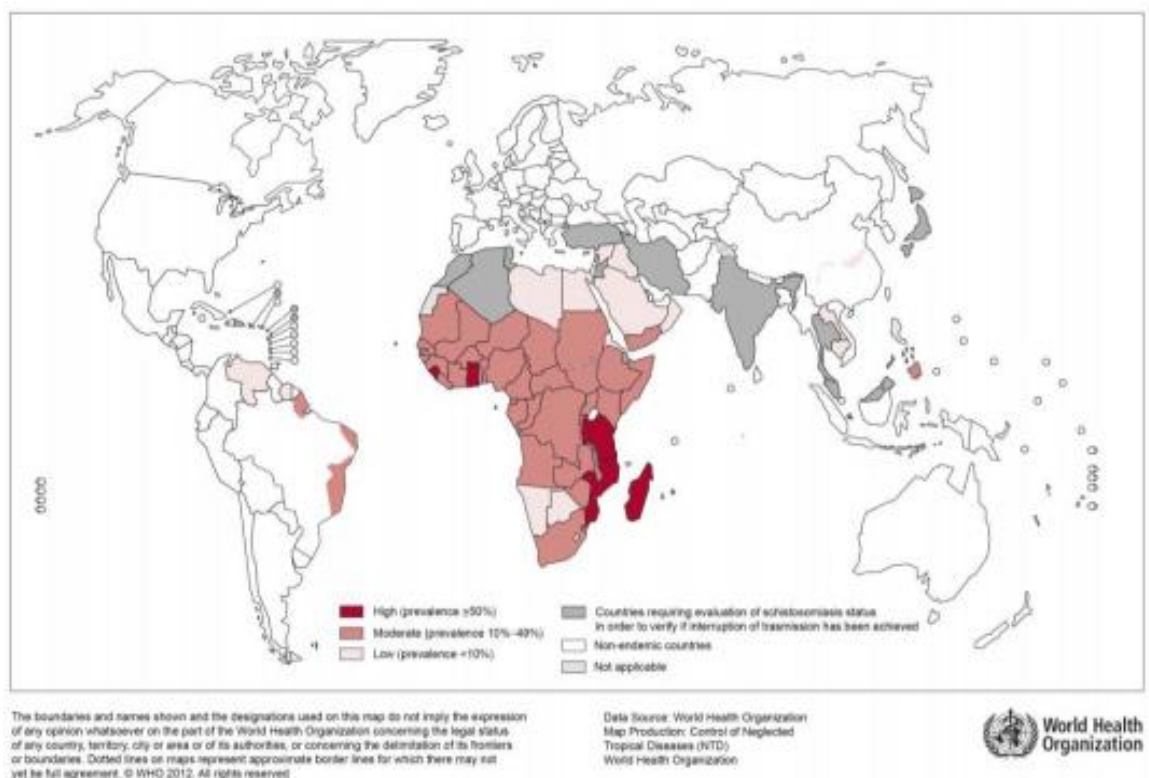 High (prevalence ≥50%)
Moderate (prevalence 10%-49%)
Low (prevalence <10%)
Countries requiring evaluation of schistosomiasis status
in order to verify if interruption of trasmission has been achieved
Non-endemic countries
Not applicable
The boundaries and names shown and the designations used on this map do not imply the expression
of any opinion whatsoever on the part of the World Health Organization concerning the legal status
of any country, territory, city or area or of its authorities, or concerning the delimitation of its frontiers
or boundaries. Dotted lines on maps represent approximate border lines for which there may not
yet be full agreement. © WHO 2012. All rights reserved
Data Source: World Health Organization
Map Production: Control of Neglected
Tropical Diseases (NTD)
World Health Organization
World Health
Organization